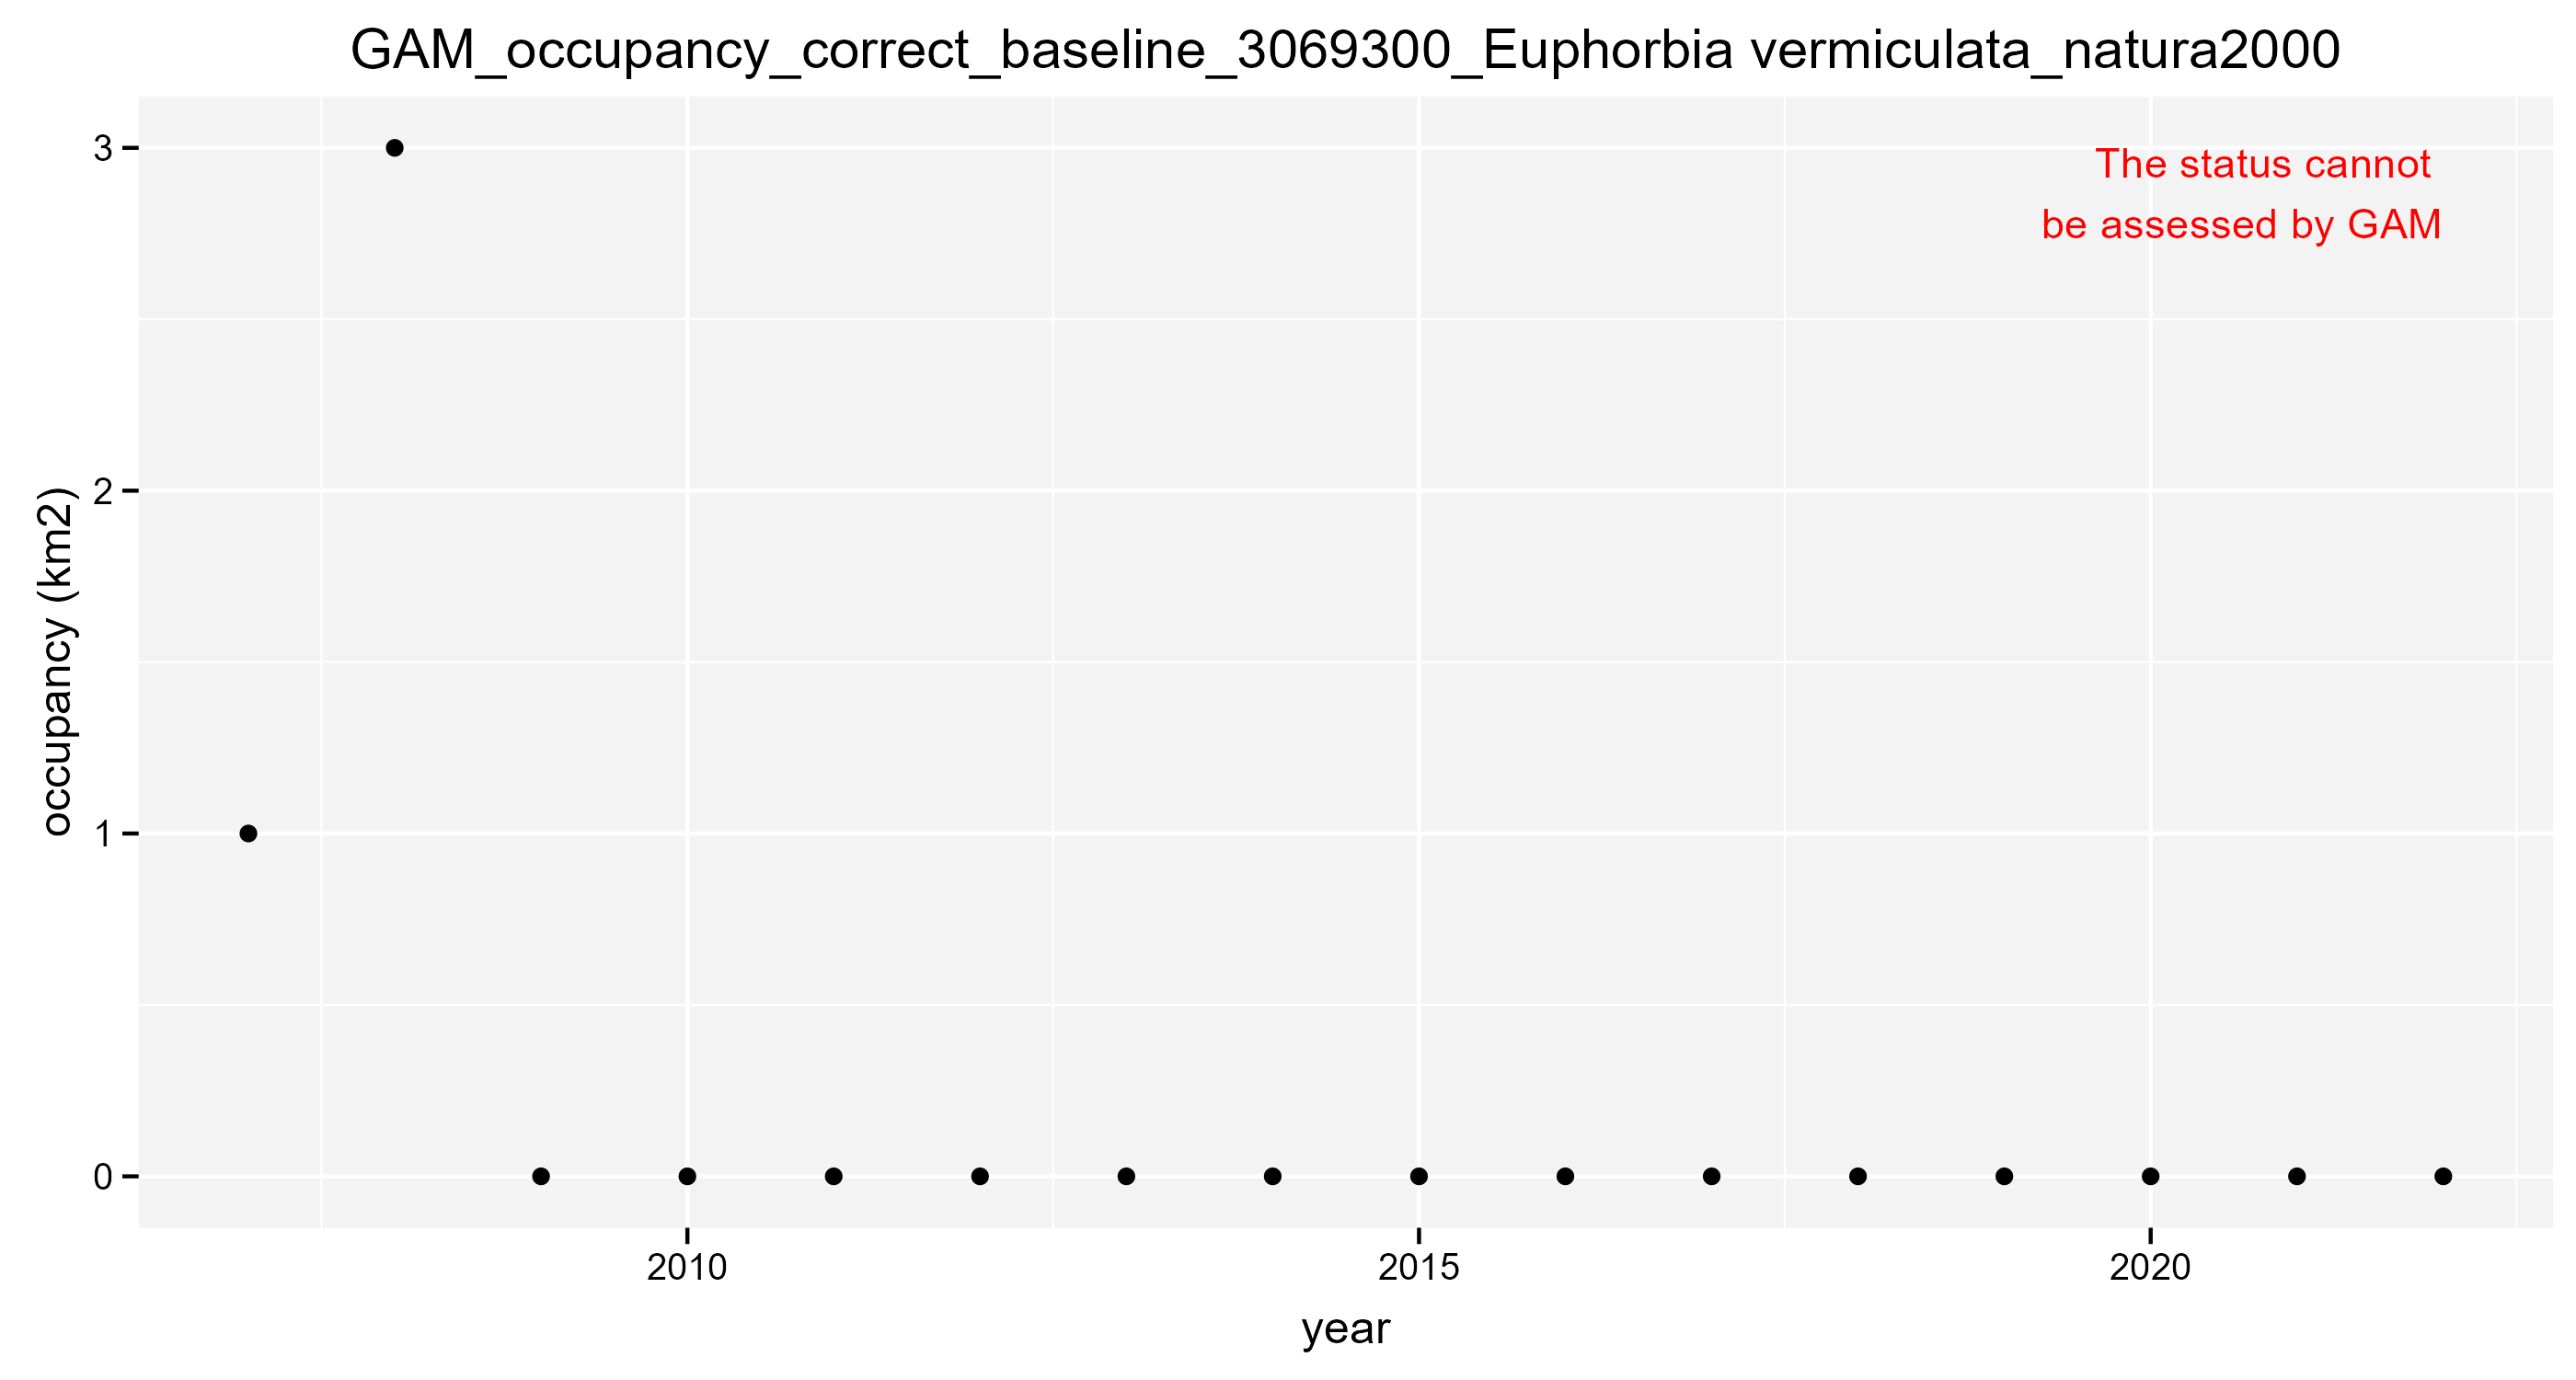 GAM_occupancy_correct_baseline_3069300_Euphorbia vermiculata_natura2000
The status cannot
be assessed by GAM
occupancy (km2)
3
2
1
0
2010
2015
2020
year